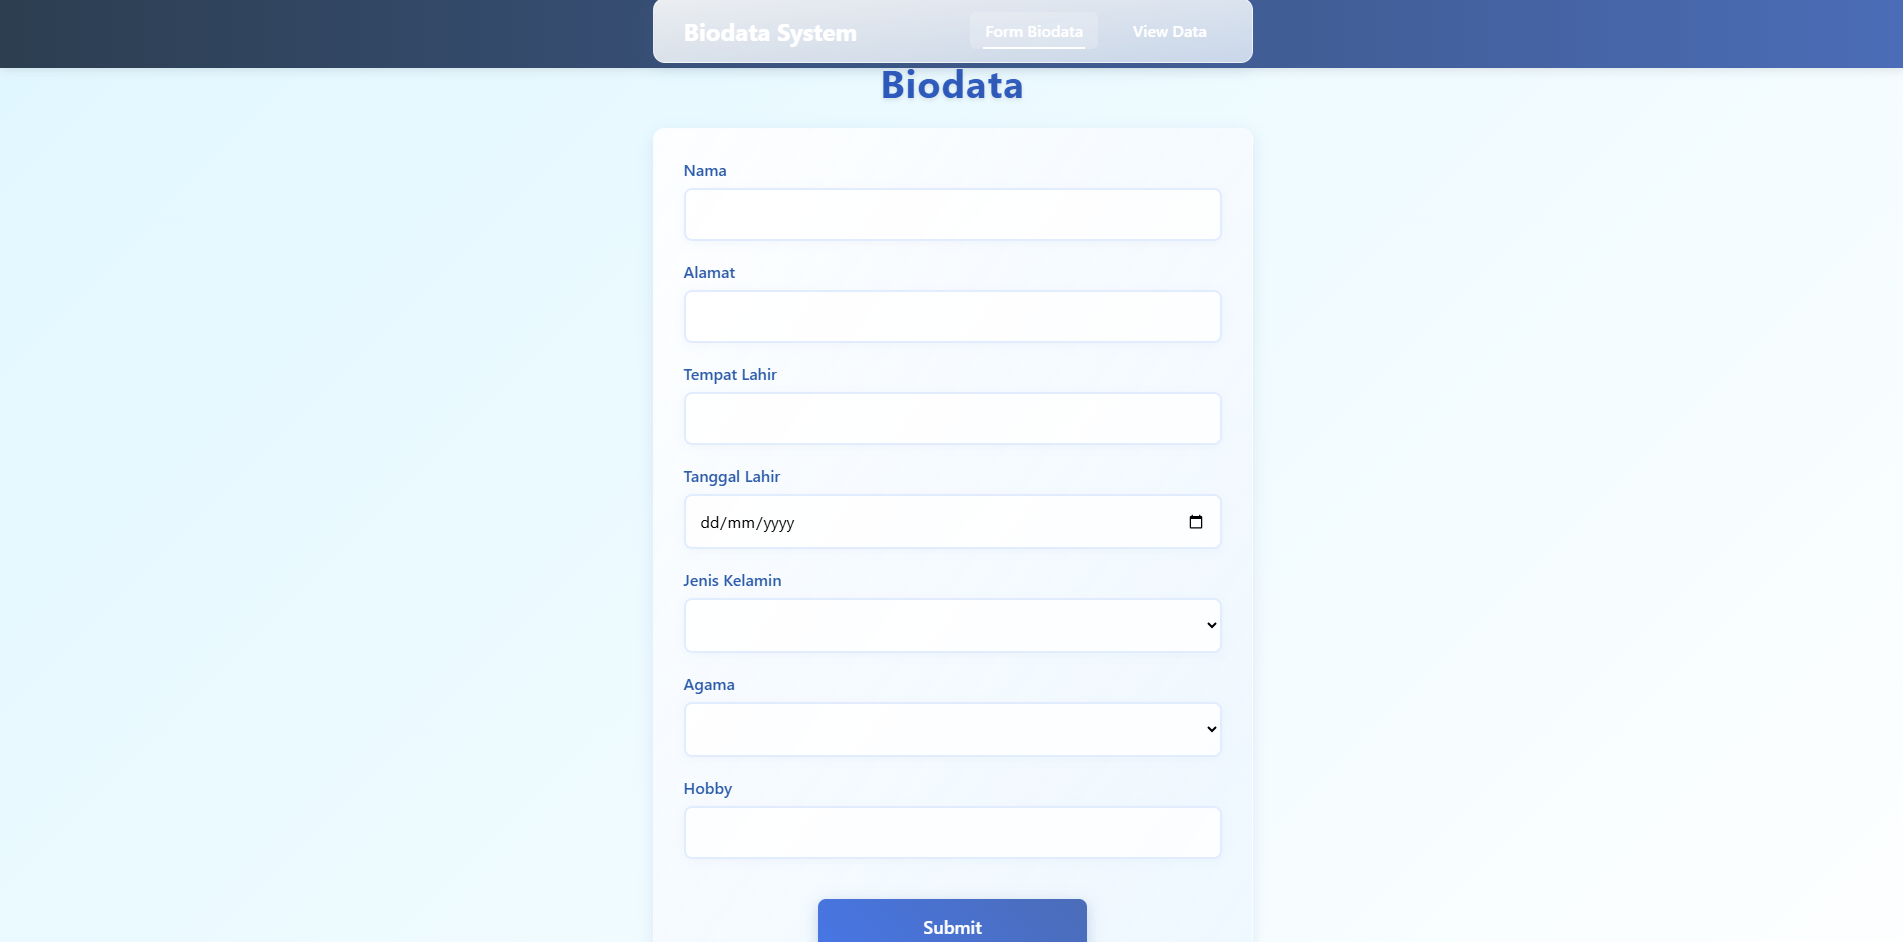 Biodata System
Form Biodata
View Data
Biodata
Nama
Alamat
Tempat Lahir
Tanggal Lahir
dd/mm/yyyy
Jenis Kelamin
Agama
Hobby
Submit